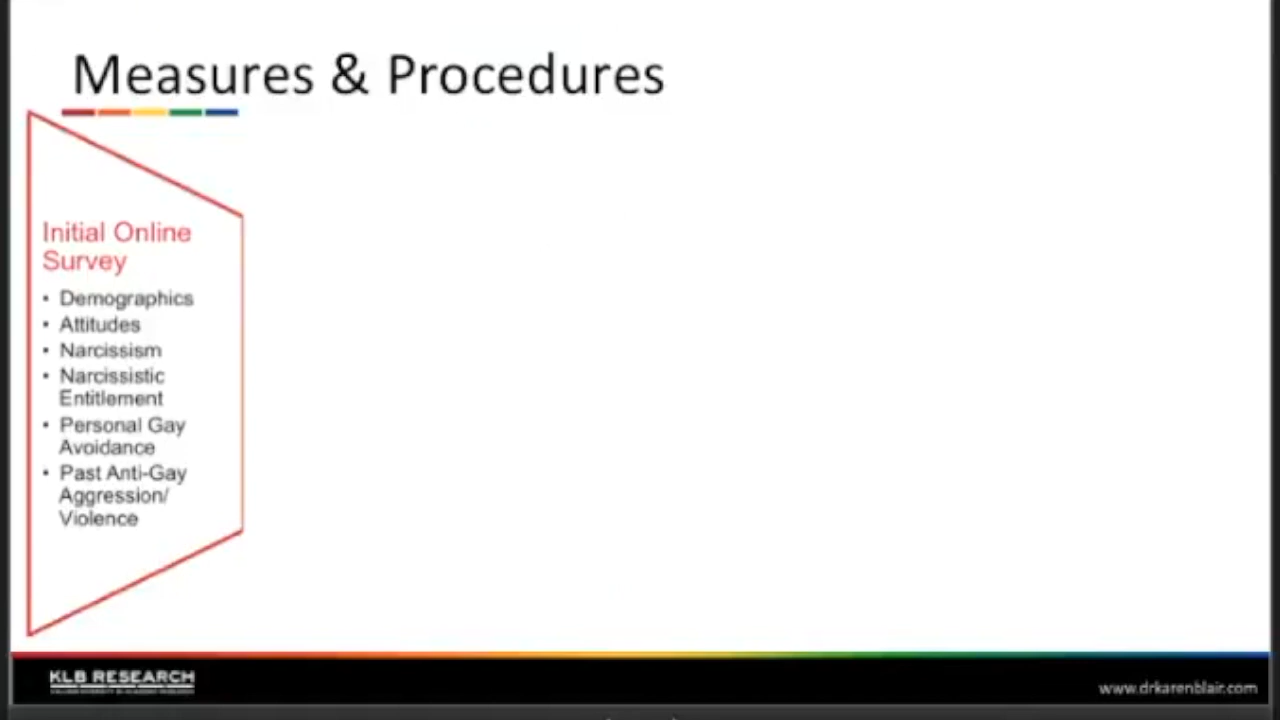 Measures & Procedures
Initial Online
Survey
• Demographics
• Attitudes
• Narcissism
• Narcissistic
Entitlement
• Personal Gay
Avoidance
• Past Anti-Gay
Aggression/
Violence
KLB RESEARCH
www.drkarenblair.com